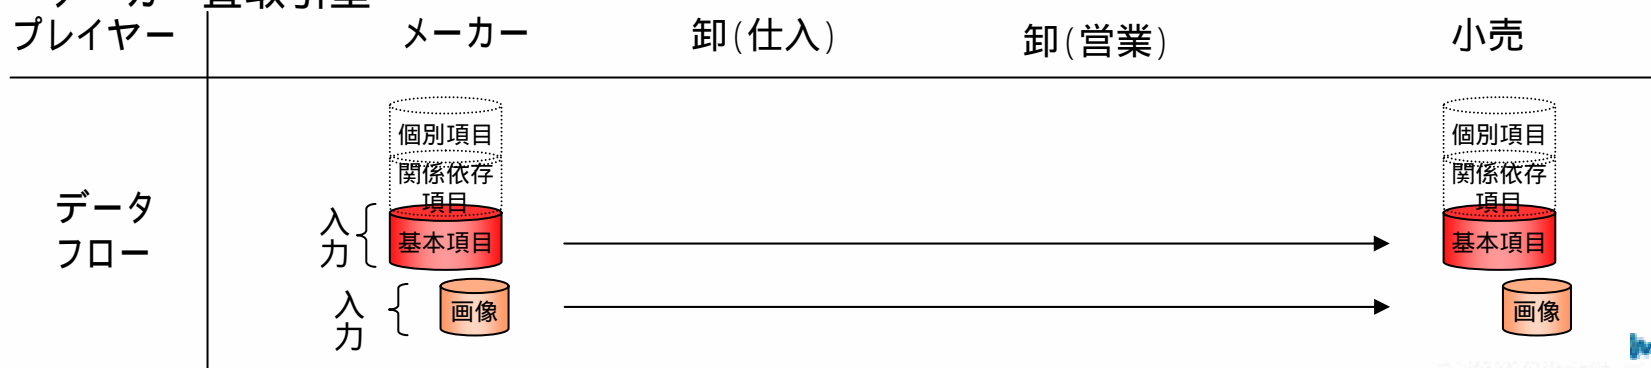 プレイヤー
メーカー
卸(仕入)
卸(営業)
小売
データ
フロー
個別項目
関係依存
項目
入力
基本項目
入力
画像
個別項目
関係依存
項目
基本項目
画像